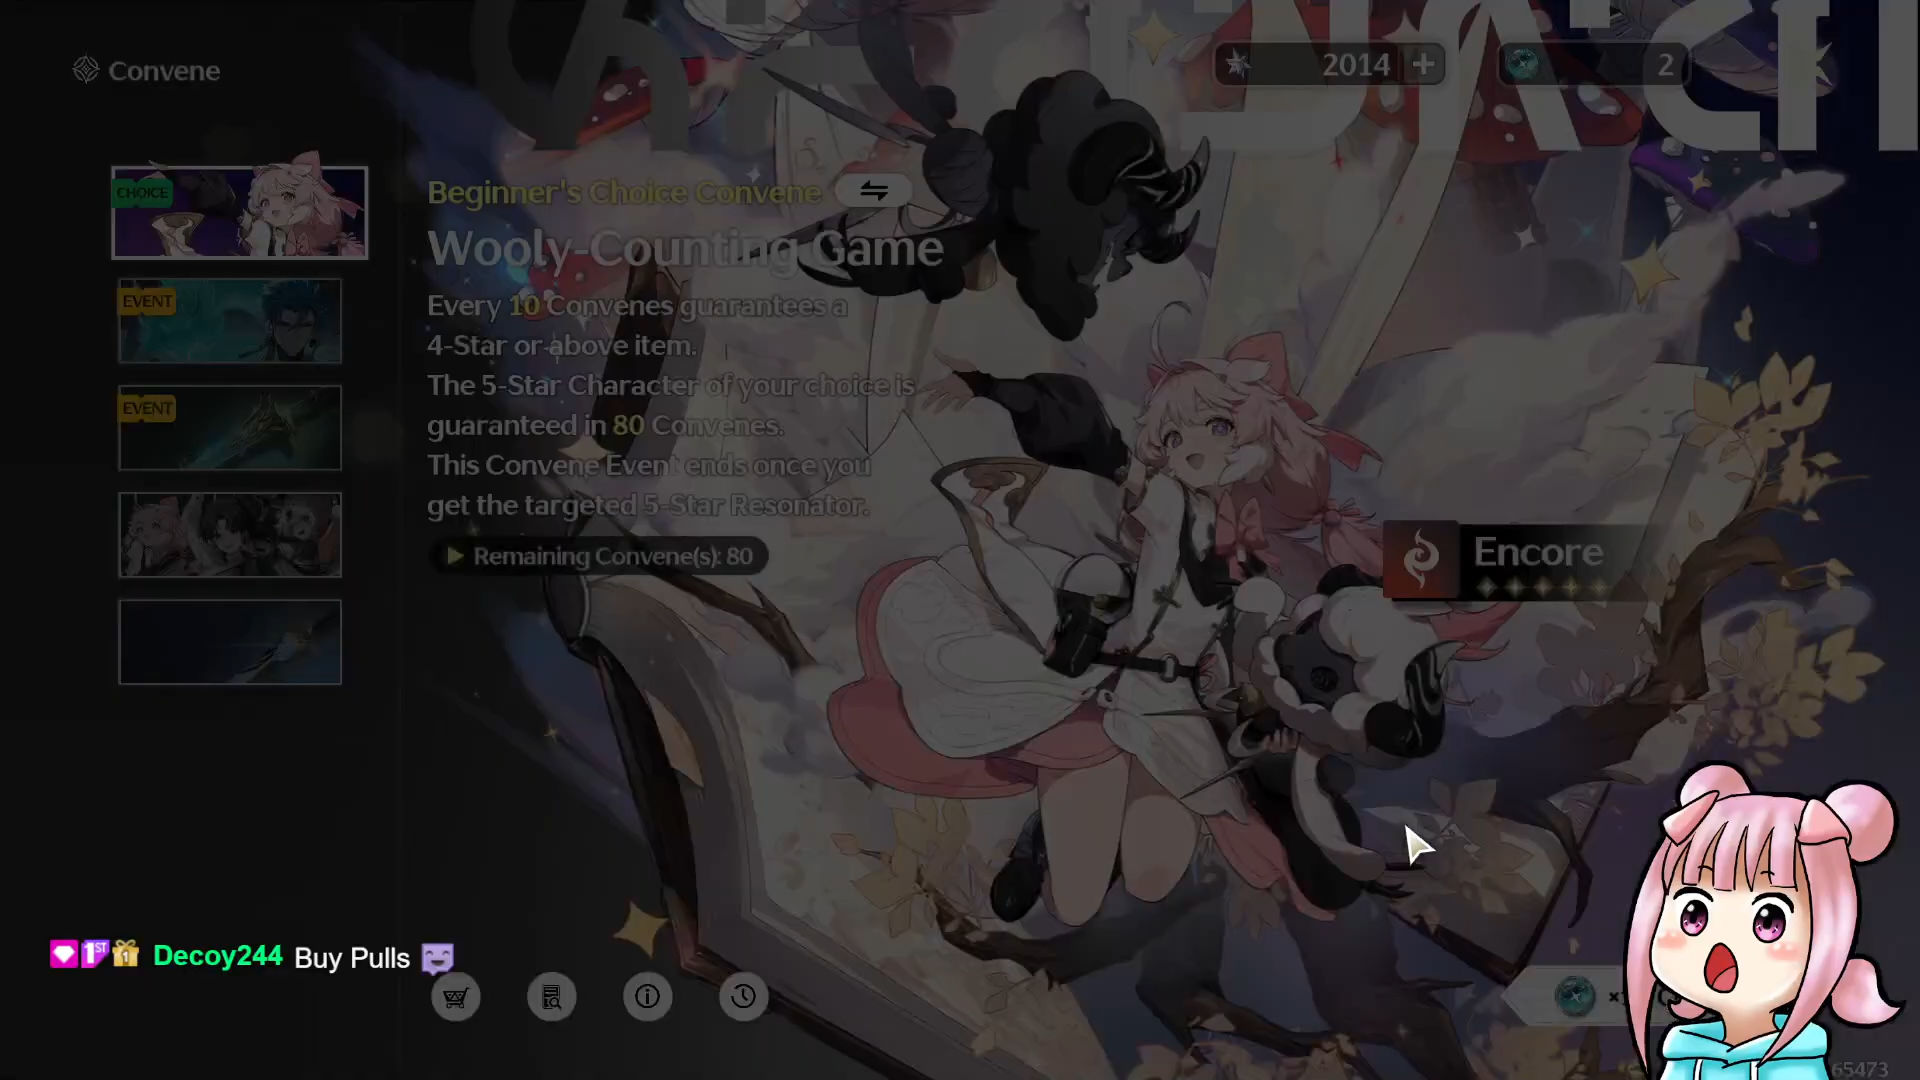 Convene
2014
2
CHOICE
EVENT
EVENT
Beginner's Choice Convene
Wooly-Counting Game
Every 10 Convenes guarantees a
4-Star or above item.
The 5-Star Character of your choice is
guaranteed in 80 Convenes.
This Convene Event ends once you
get the targeted 5-Star Resonator.
Remaining Convene(s): 80
Encore
1ST
1
Decoy244 Buy Pulls
65473